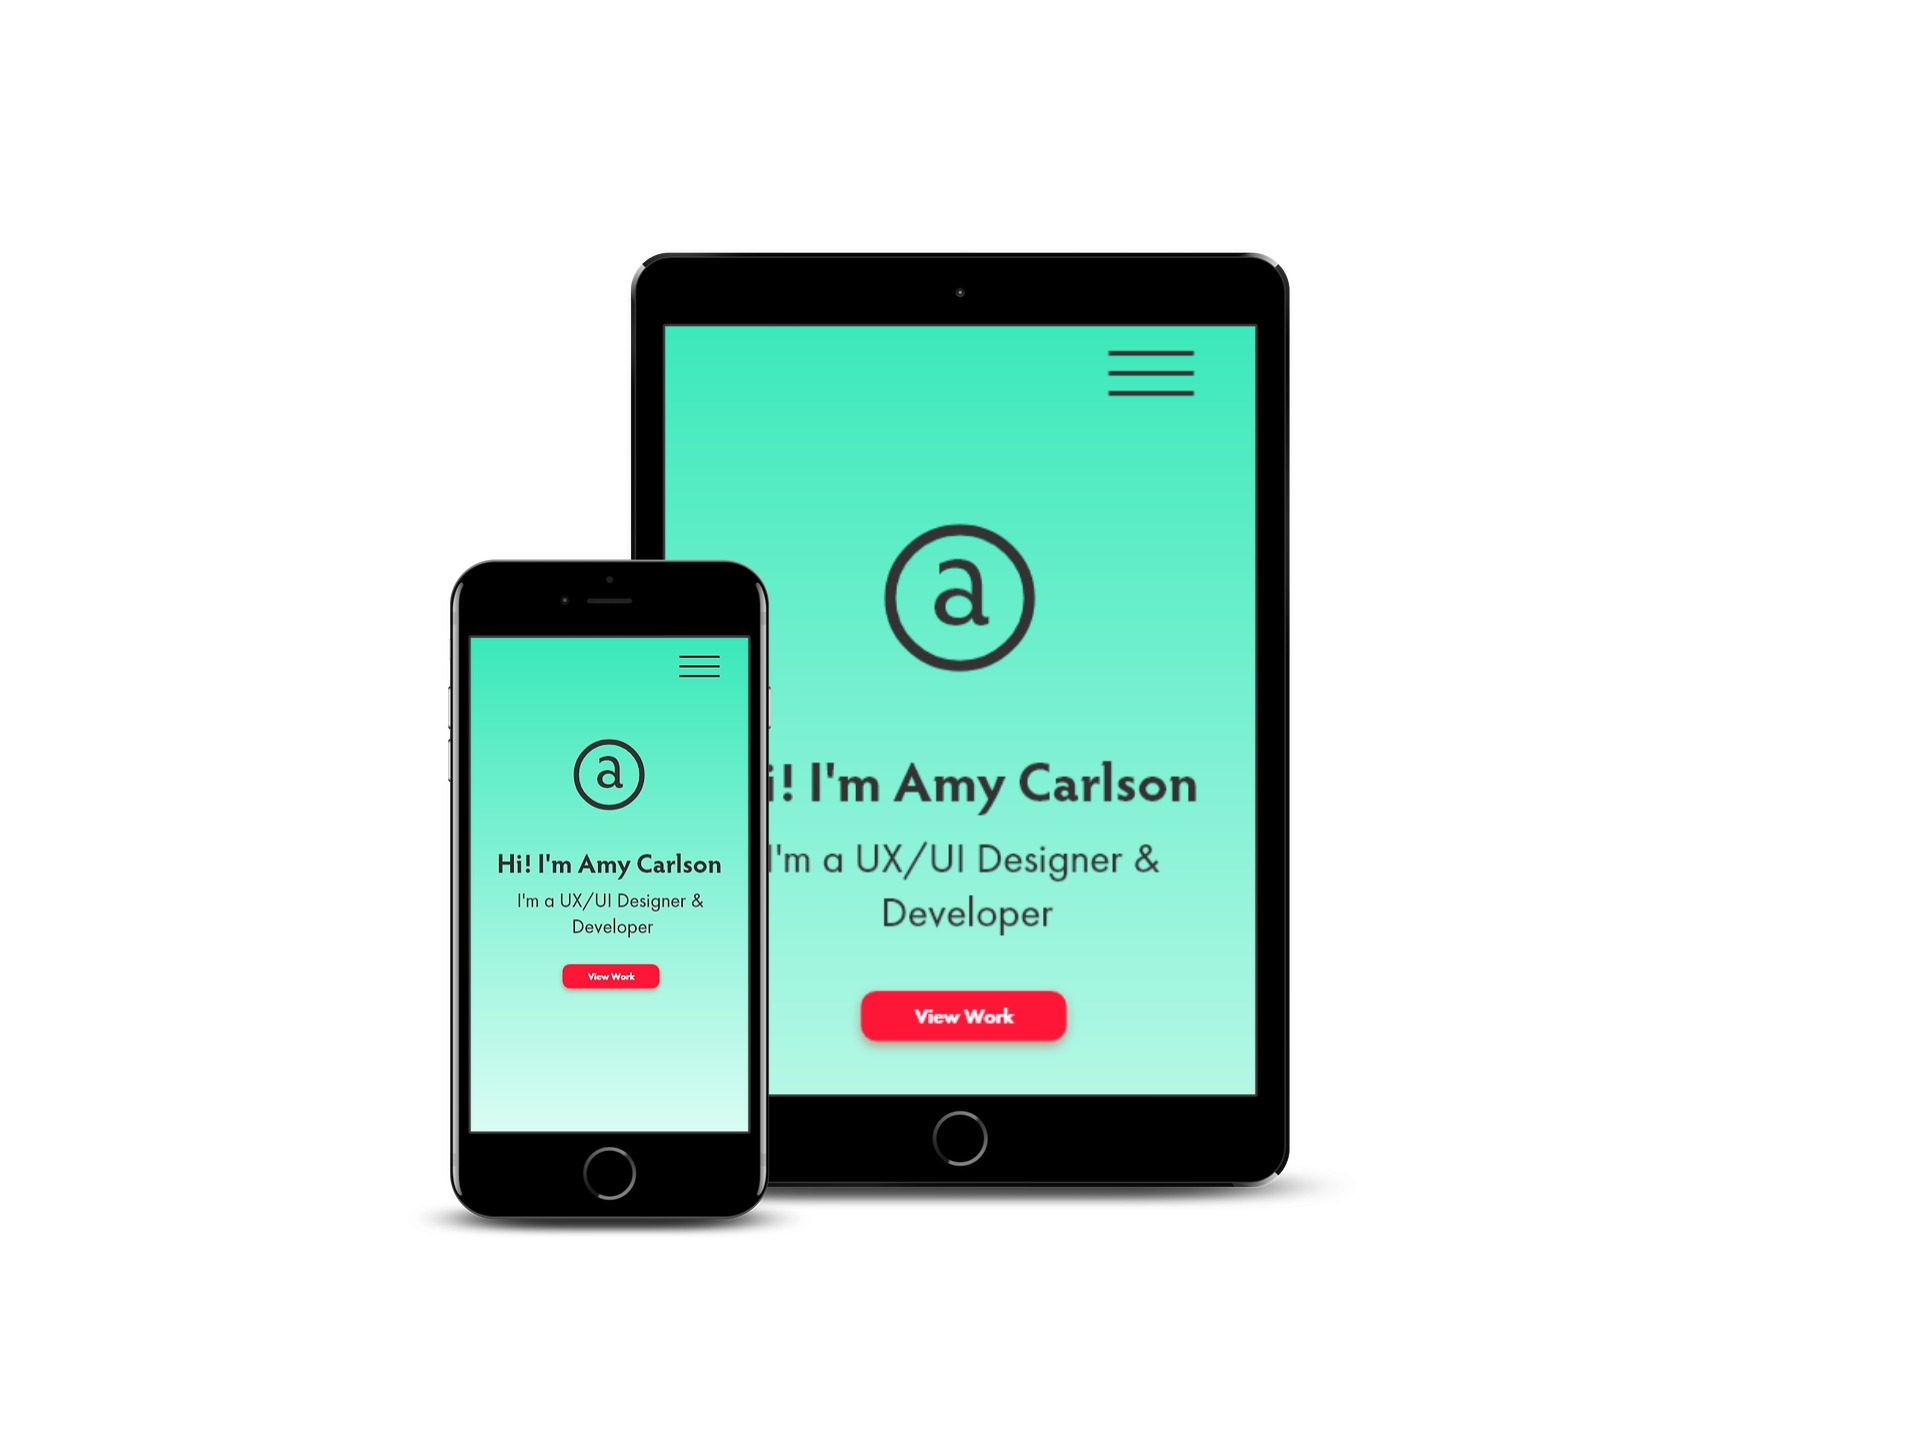 a
Hi! I'm Amy Carlson
I'm a UX/UI Designer &
Developer
View Work
a
i! I'm Amy Carlson
I'm a UX/UI Designer &
Developer
View Work